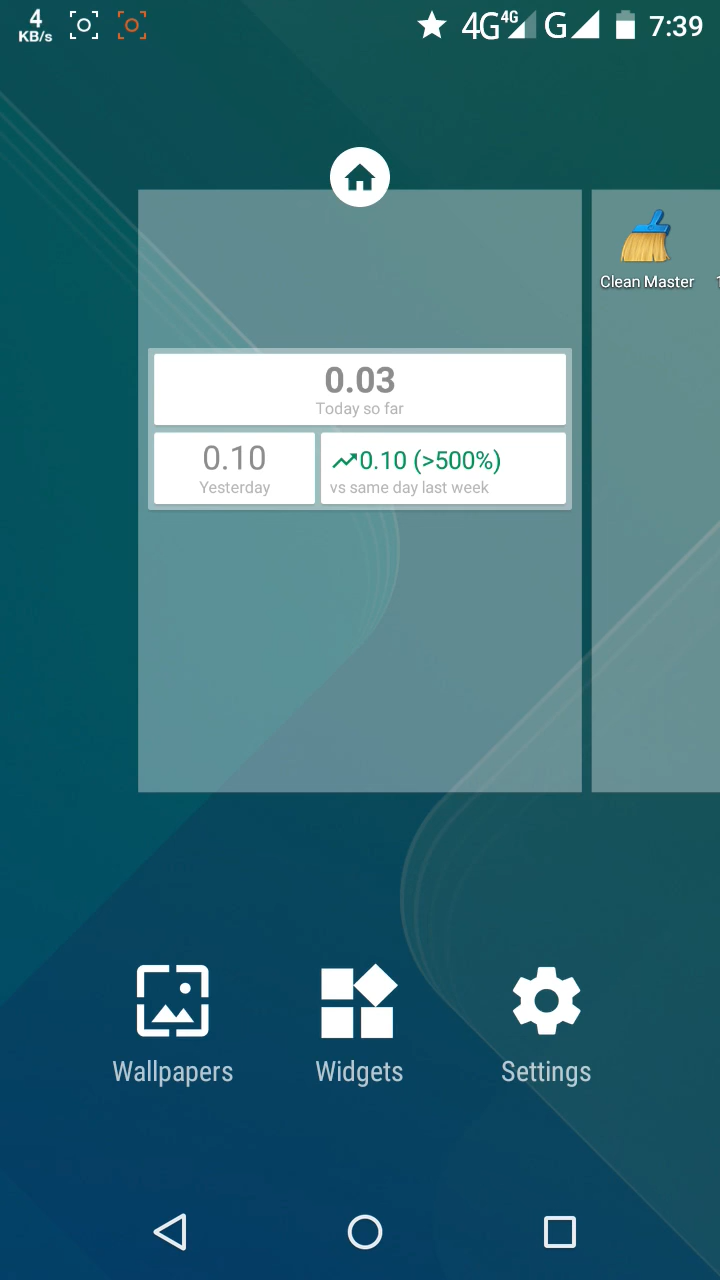 4
KB/s
4G 4G G 7:39
Clean Master
0.03
Today so far
0.10
Yesterday
0.10 (>500%)
vs same day last week
Wallpapers
Widgets
Settings